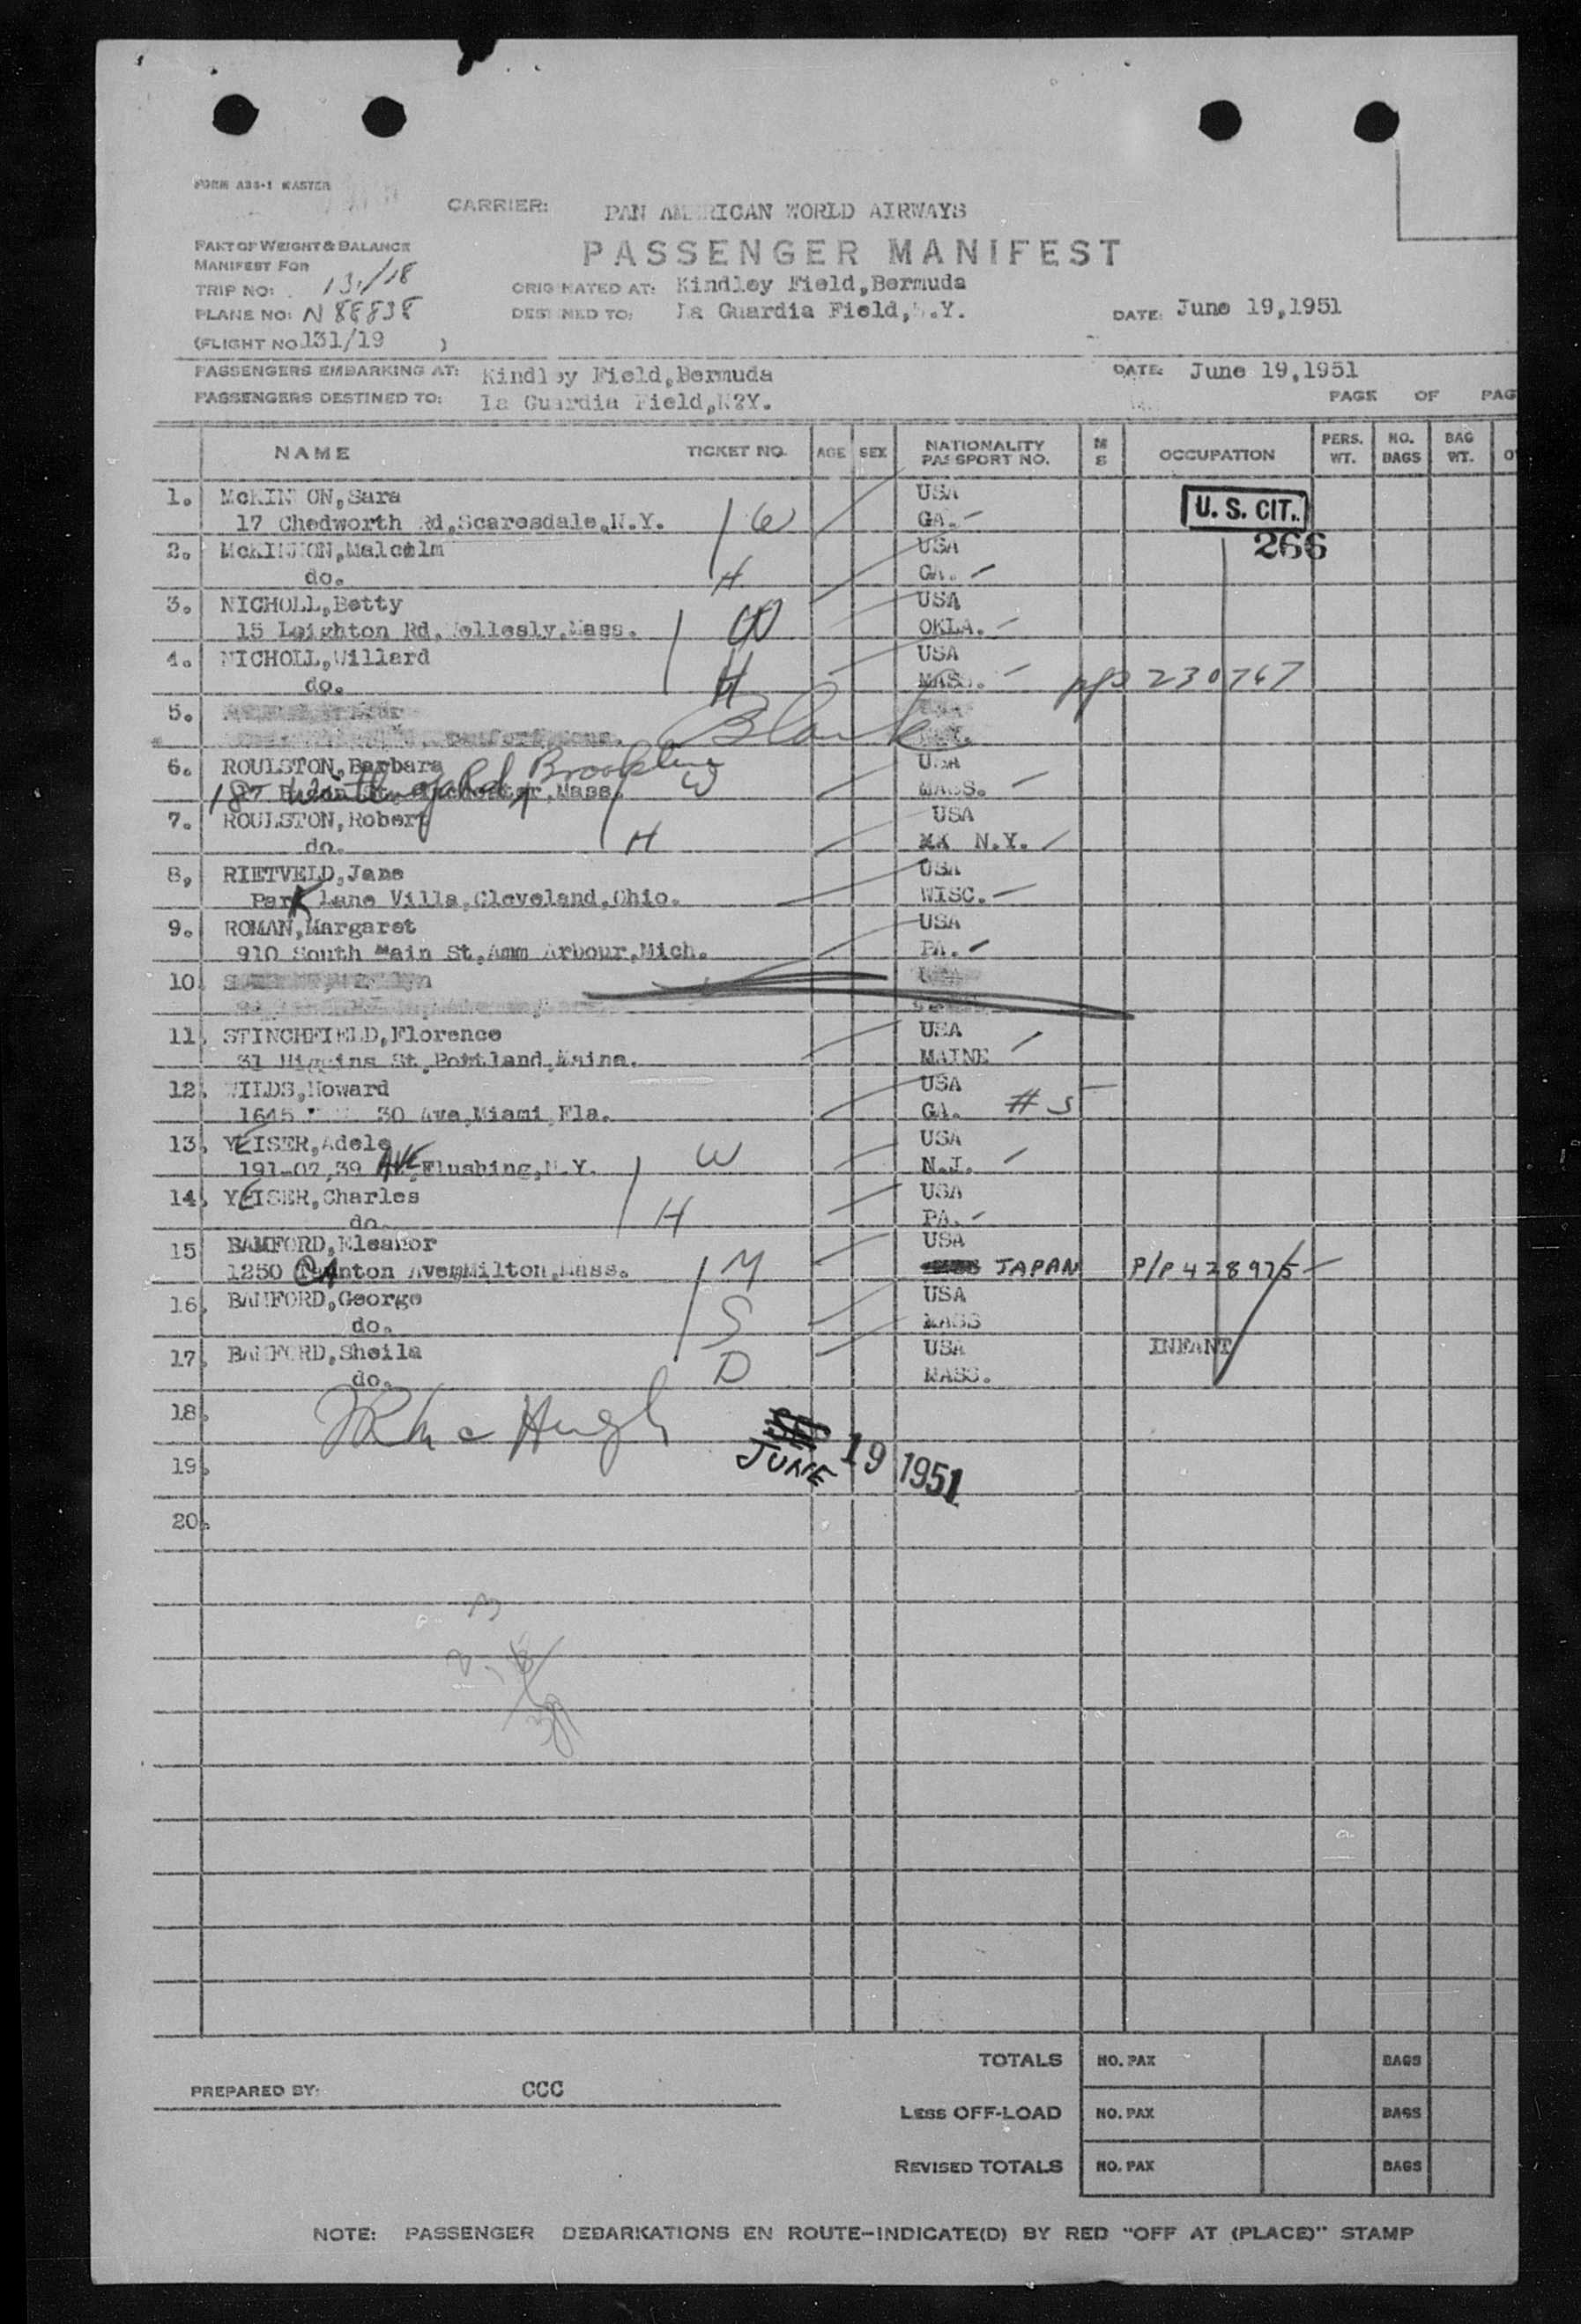 FORM A38-1 MASTER
CARRIER: PAN AMERICAN WORLD AIRWAYS
PASSENGER MANIFEST
PART OF WEIGHT & BALANCE
MANIFEST FOR
TRIP NO: 131/18
PLANE NO: N 88838
(FLIGHT NO 131/19 )
ORIGINATED AT: Kindley Field,Bermuda
DESTINED TO: La Guardia Field,N.Y.
DATE: June 19,1951
PASSENGERS EMBARKING AT: Kindley Field,Bermuda
DATE: June 19,1951
PASSENGERS DESTINED TO: La Guardia Field,N?Y.
PAGE OF PAG
NAME TICKET NO. AGE SEX NATIONALITY PASSPORT NO. M S OCCUPATION PERS. WT. NO. BAGS BAG WT.
1. McKINNON,Sara USA U. S. CIT.
17 Chedworth Rd,Scaresdale,N.Y. W GA.
2. McKINNON,Malcolm USA 266
do. H GA.
3. NICHOLL,Betty USA
15 Leighton Rd,Wellesly,Mass. W OKLA.
4. NICHOLL,Willard USA
do. H MASS. p/p 230767
5. Blank
6. ROULSTON,Barbara Brookline USA
187 Winthrop Rd Mass. W MASS.
7. ROULSTON,Robert USA
do. H N.Y.
8, RIETVELD,Jane USA
Park Lane Villa,Cleveland,Ohio. WISC.
9. ROMAN,Margaret USA
910 South Main St,Amm Arbour,Mich. PA.
10.
11. STINCHFIELD,Florence USA
31 Higgins St,Portland,Maine. MAINE
12. WILDS,Howard USA
1645 30 Ave,Miami,Fla. GA. #5
13. YEISER,Adele USA
191-07,39 AVE,Flushing,N.Y. W N.J.
14. YEISER,Charles USA
do. H PA.
15 BAMFORD,Eleanor USA
1250 CAnton AvemMilton,Mass. M JAPAN P/P 428975
16. BAMFORD,George USA
do. S MASS
17. BAMFORD,Sheila USA INFANT
do. D MASS.
18.
JUNE 19 1951
19.
20.
TOTALS NO. PAX BAGS
PREPARED BY: CCC
LESS OFF-LOAD NO. PAX BAGS
REVISED TOTALS NO. PAX BAGS
NOTE: PASSENGER DEBARKATIONS EN ROUTE-INDICATE(D) BY RED "OFF AT (PLACE)" STAMP